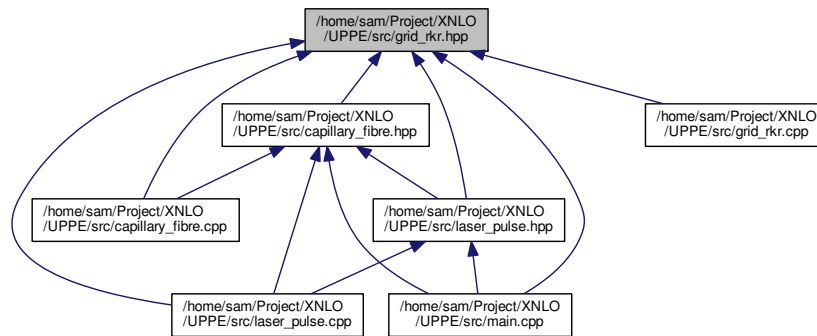 /home/sam/Project/XNLO
/UPPE/src/grid_rkr.hpp
/home/sam/Project/XNLO
/UPPE/src/capillary_fibre.hpp
/home/sam/Project/XNLO
/UPPE/src/grid_rkr.cpp
/home/sam/Project/XNLO
/UPPE/src/capillary_fibre.cpp
/home/sam/Project/XNLO
/UPPE/src/laser_pulse.hpp
/home/sam/Project/XNLO
/UPPE/src/laser_pulse.cpp
/home/sam/Project/XNLO
/UPPE/src/main.cpp